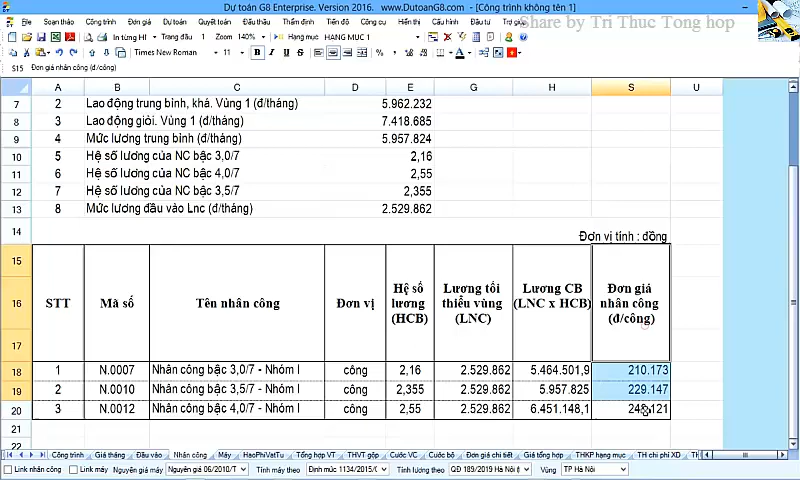 Dự toán G8 Enterprise. Version 2016. www.DutoanG8.com - [Công trình không tên 1]
File Soạn thảo Công trình Đơn giá Dự toán Quyết toán Đấu thầu Thẩm định Tiến độ Công cụ Hiển thị Cấu hình Đầu tư Trợ giúp
Share by Tri Thuc Tong hop
In từng HI Trang đầu 1 Zoom 140% Hạng mục HẠNG MỤC 1
Times New Roman 11 B I U S
S15 Đơn giá nhân công (đ/công)
A B C D E G H S U
7 2 Lao động trung bình, khá. Vùng 1 (đ/tháng) 5.962.232
8 3 Lao động giỏi. Vùng 1 (đ/tháng) 7.418.685
9 4 Mức lương trung bình (đ/tháng) 5.957.824
10 5 Hệ số lương của NC bậc 3,0/7 2,16
11 6 Hệ số lương của NC bậc 4,0/7 2,55
12 7 Hệ số lương của NC bậc 3,5/7 2,355
13 8 Mức lương đầu vào Lnc (đ/tháng) 2.529.862
14 Đơn vị tính : đồng
15
16 STT Mã số Tên nhân công Đơn vị Hệ số lương (HCB) Lương tối thiểu vùng (LNC) Lương CB (LNC x HCB) Đơn giá nhân công (đ/công)
17
18 1 N.0007 Nhân công bậc 3,0/7 - Nhóm I công 2,16 2.529.862 5.464.501,9 210.173
19 2 N.0010 Nhân công bậc 3,5/7 - Nhóm I công 2,355 2.529.862 5.957.825 229.147
20 3 N.0012 Nhân công bậc 4,0/7 - Nhóm I công 2,55 2.529.862 6.451.148,1 248.121
21
22
Công trình Giá tháng Đầu vào Nhân công Máy HaoPhiVatTu Tổng hợp VT THVT gộp Cước VC Cước bộ Đơn giá chi tiết Giá tổng hợp THKP hạng mục TH chi phí XD TH
Link nhân công Link máy Nguyên giá máy Nguyên giá 06/2010/T Tính máy theo Định mức 1134/2015/Q Tính lương theo QĐ 189/2019 Hà Nội Vùng TP Hà Nội